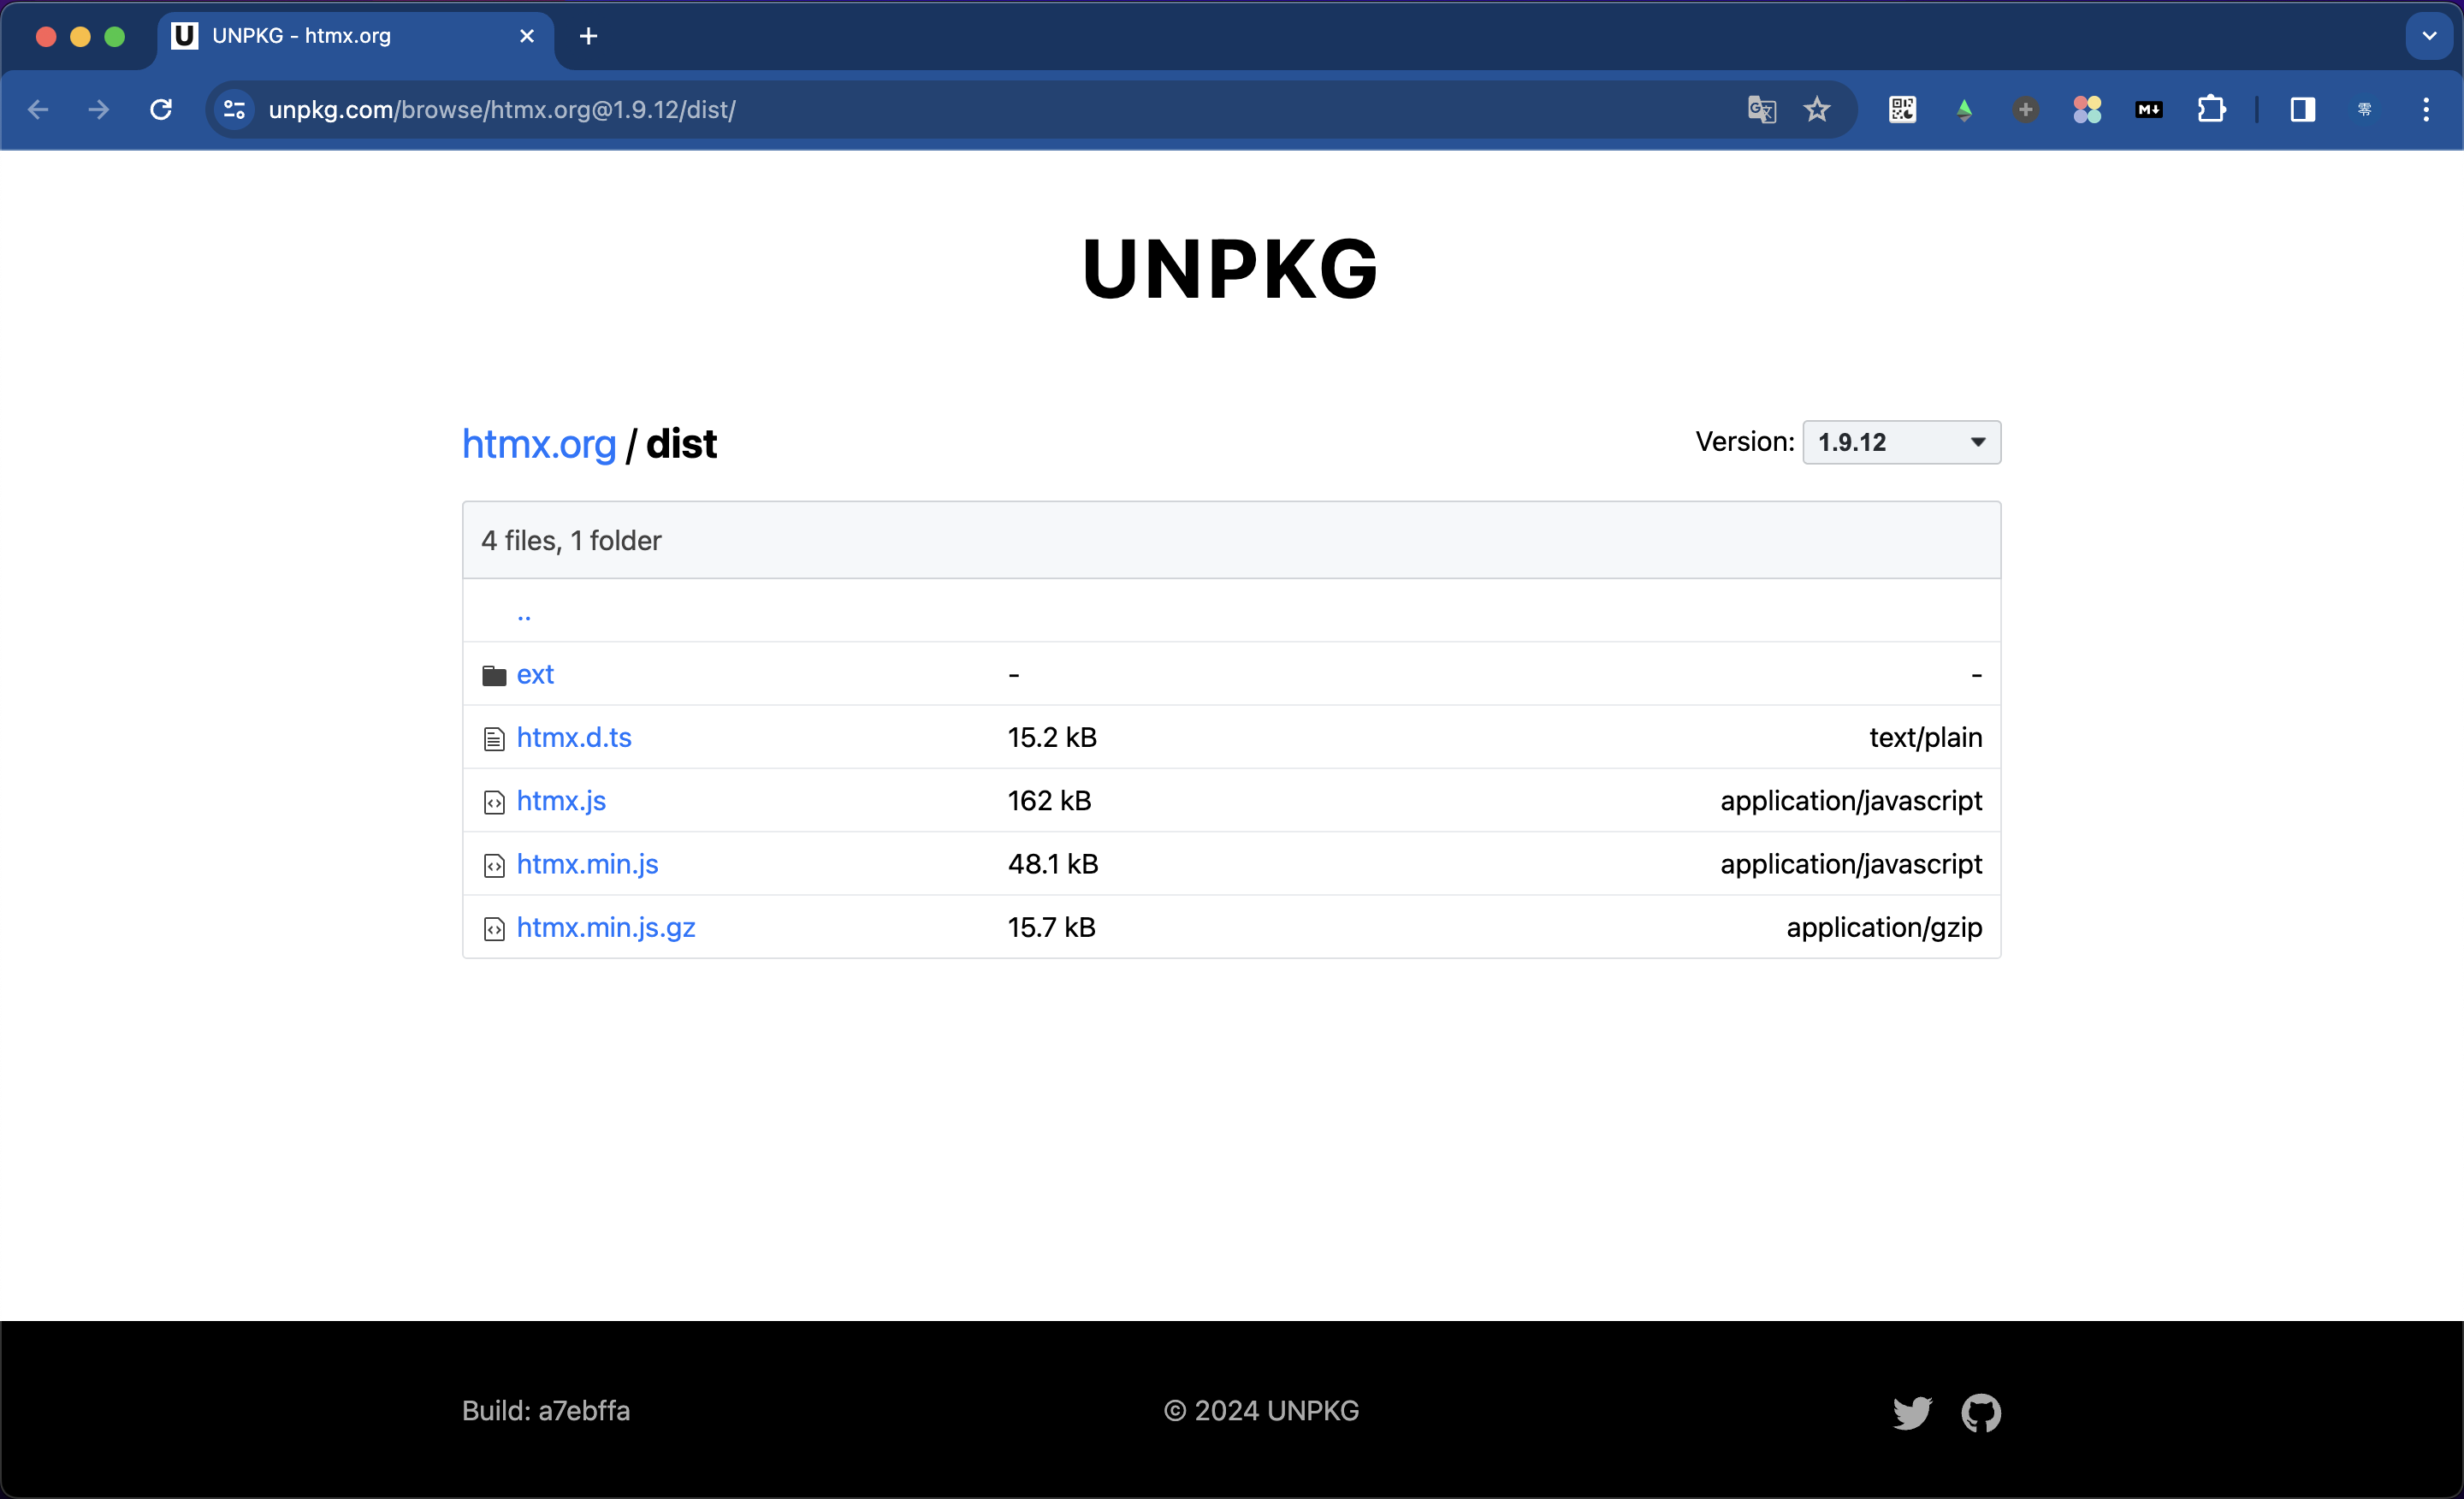 U UNPKG - htmx.org
unpkg.com/browse/htmx.org@1.9.12/dist/
M↓
零
UNPKG
htmx.org / dist
Version: 1.9.12
4 files, 1 folder
..
ext - -
htmx.d.ts 15.2 kB text/plain
htmx.js 162 kB application/javascript
htmx.min.js 48.1 kB application/javascript
htmx.min.js.gz 15.7 kB application/gzip
Build: a7ebffa
© 2024 UNPKG